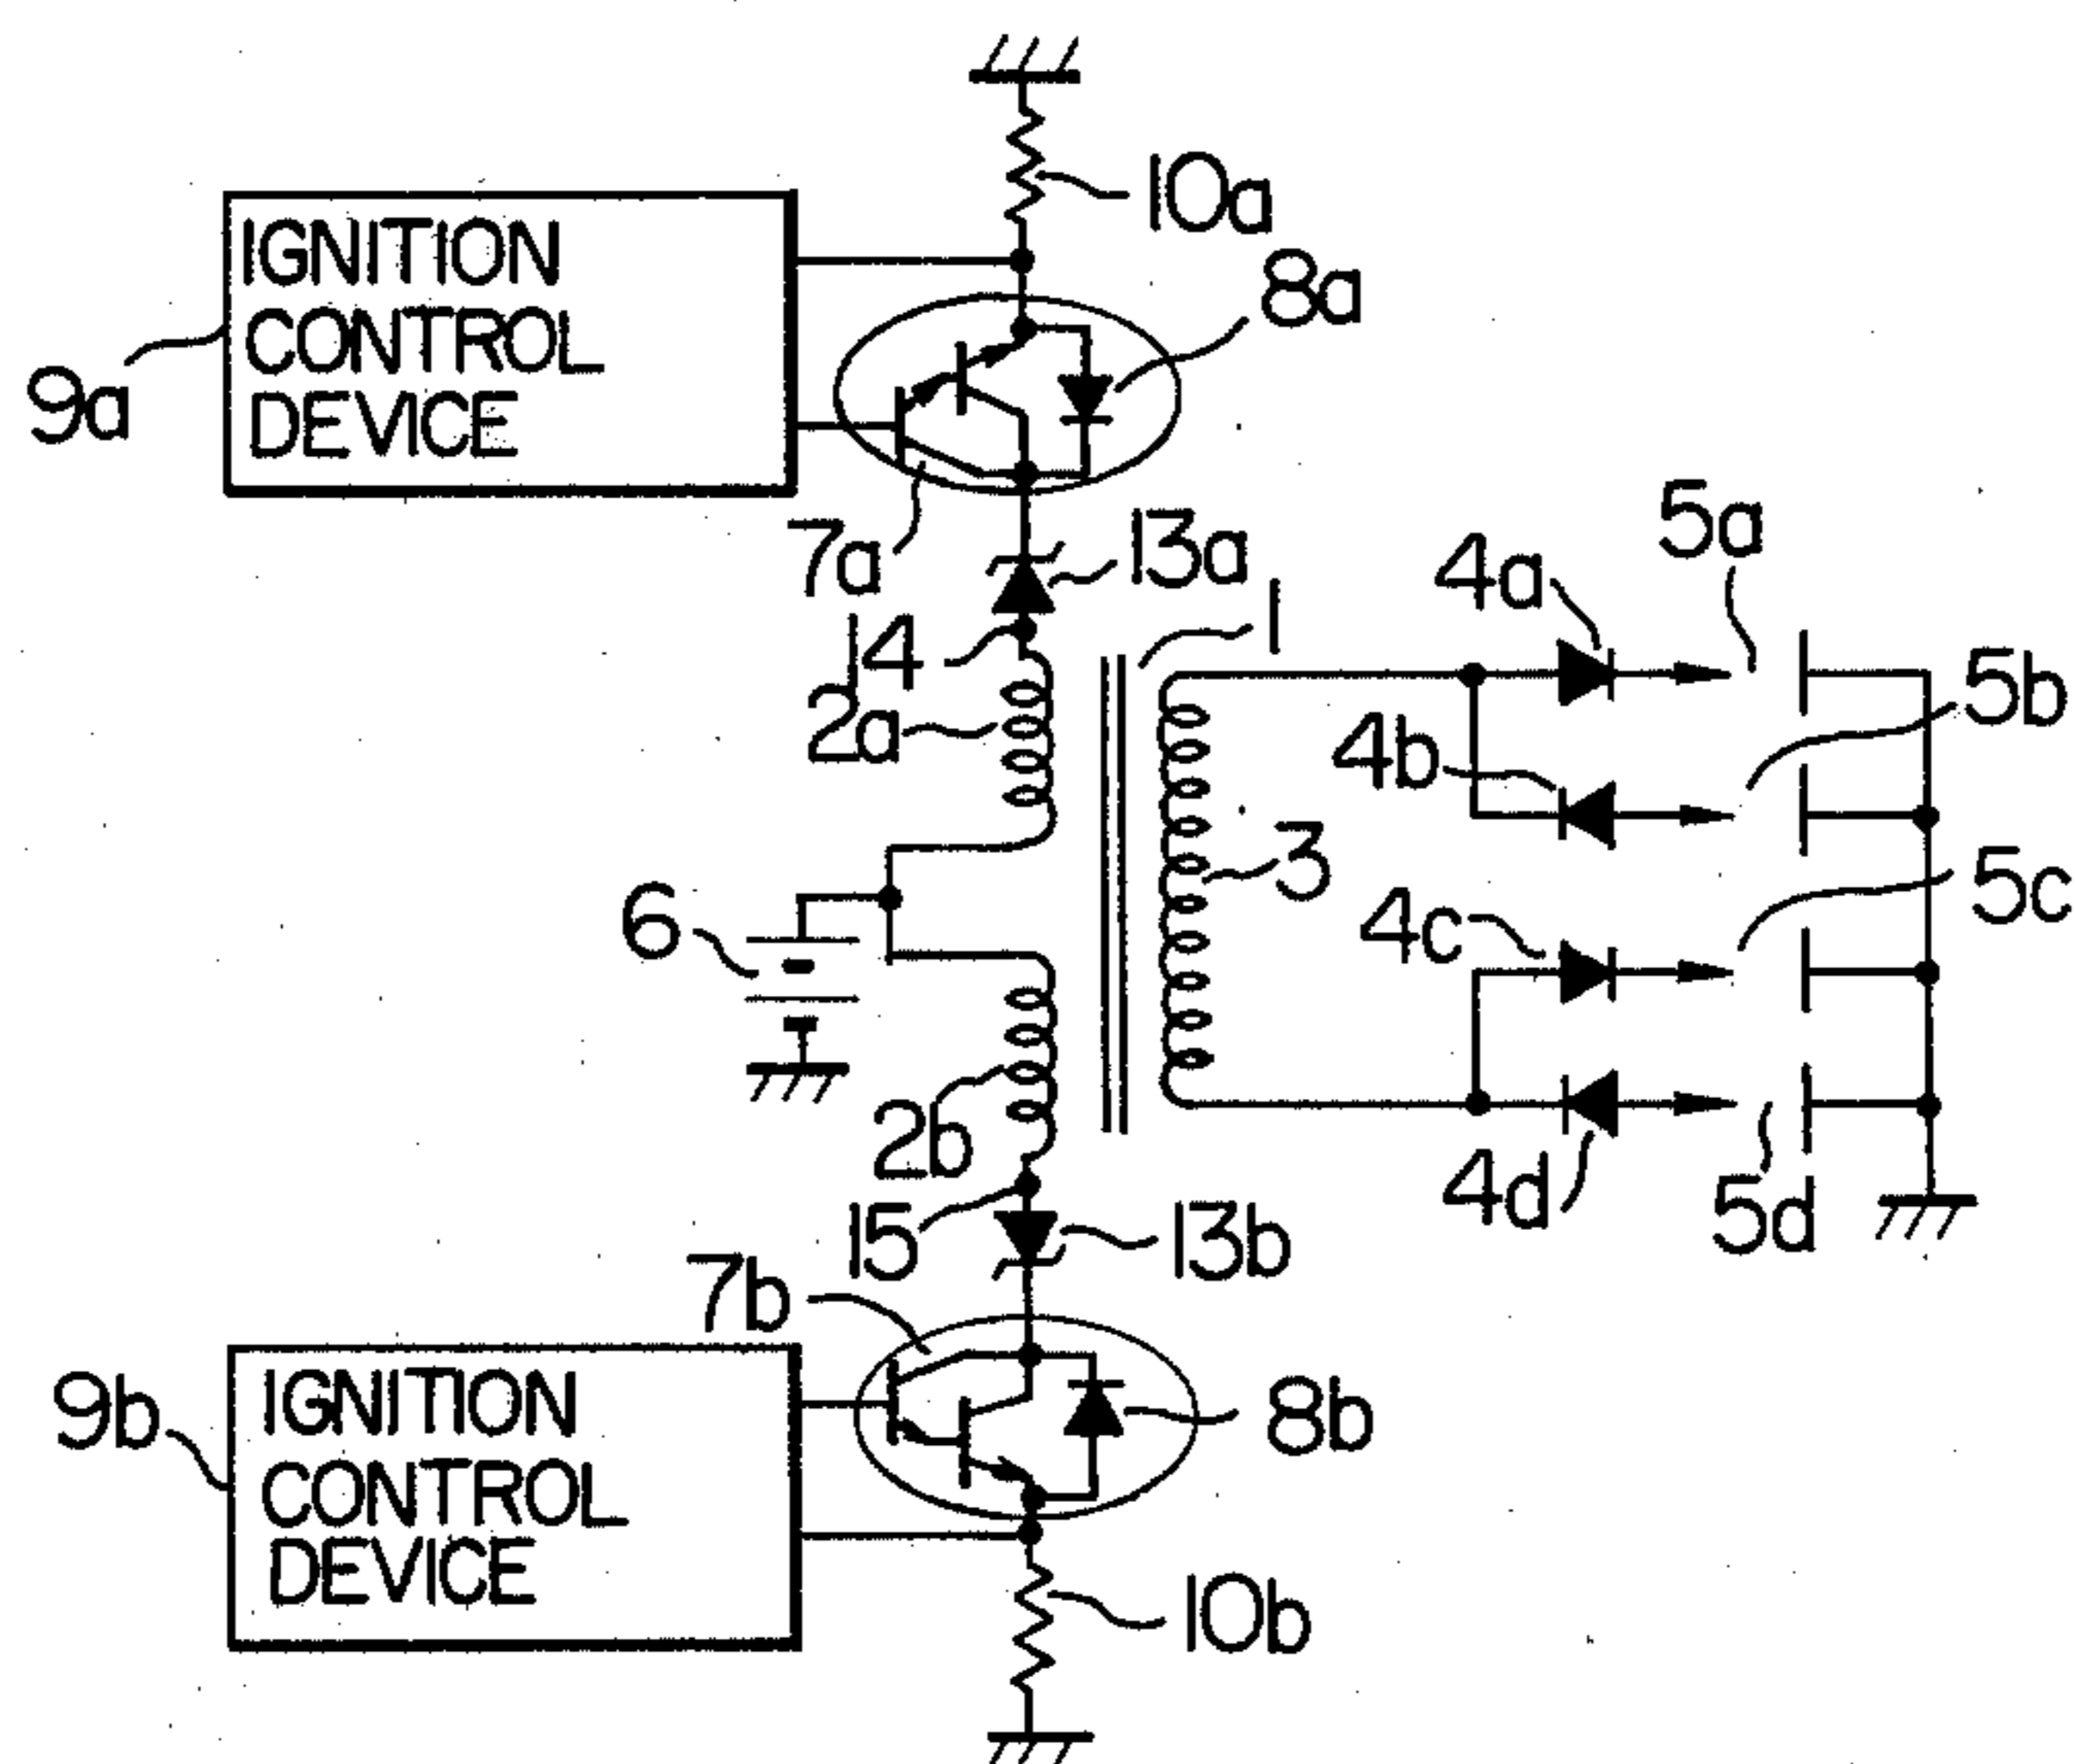 10a
IGNITION
CONTROL
DEVICE
8a
9a
7a
13a
5a
4a
1
14
2a
5b
4b
3
5c
6
4c
2b
4d
5d
15
13b
7b
9b
IGNITION
CONTROL
DEVICE
8b
10b